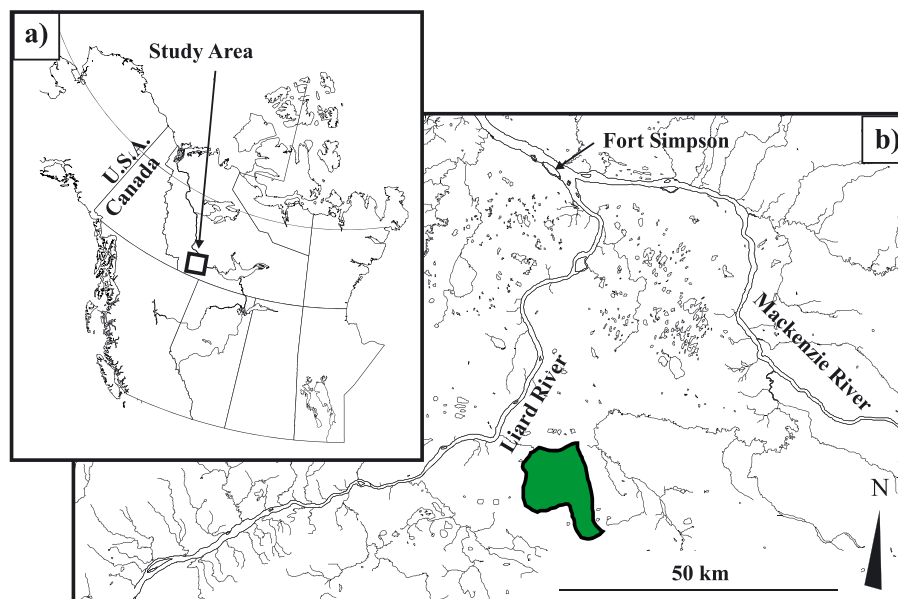 a)
Study Area
U.S.A.
Canada
b)
Fort Simpson
Mackenzie River
Liard River
N
50 km